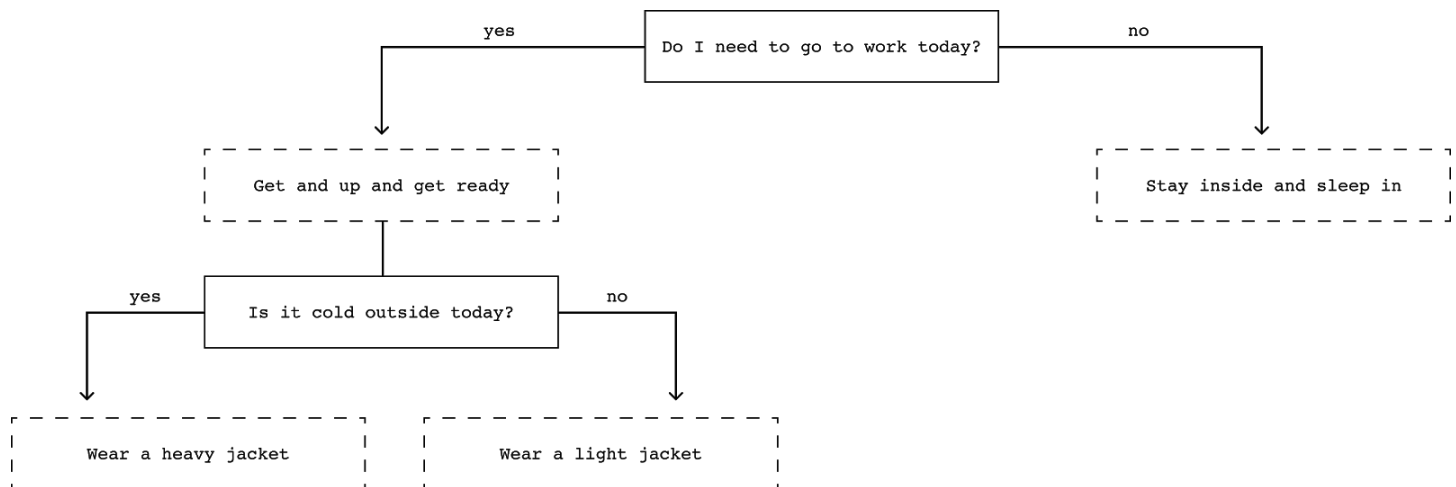 yes
Do I need to go to work today?
no
Get and up and get ready
Stay inside and sleep in
yes
Is it cold outside today?
no
Wear a heavy jacket
Wear a light jacket